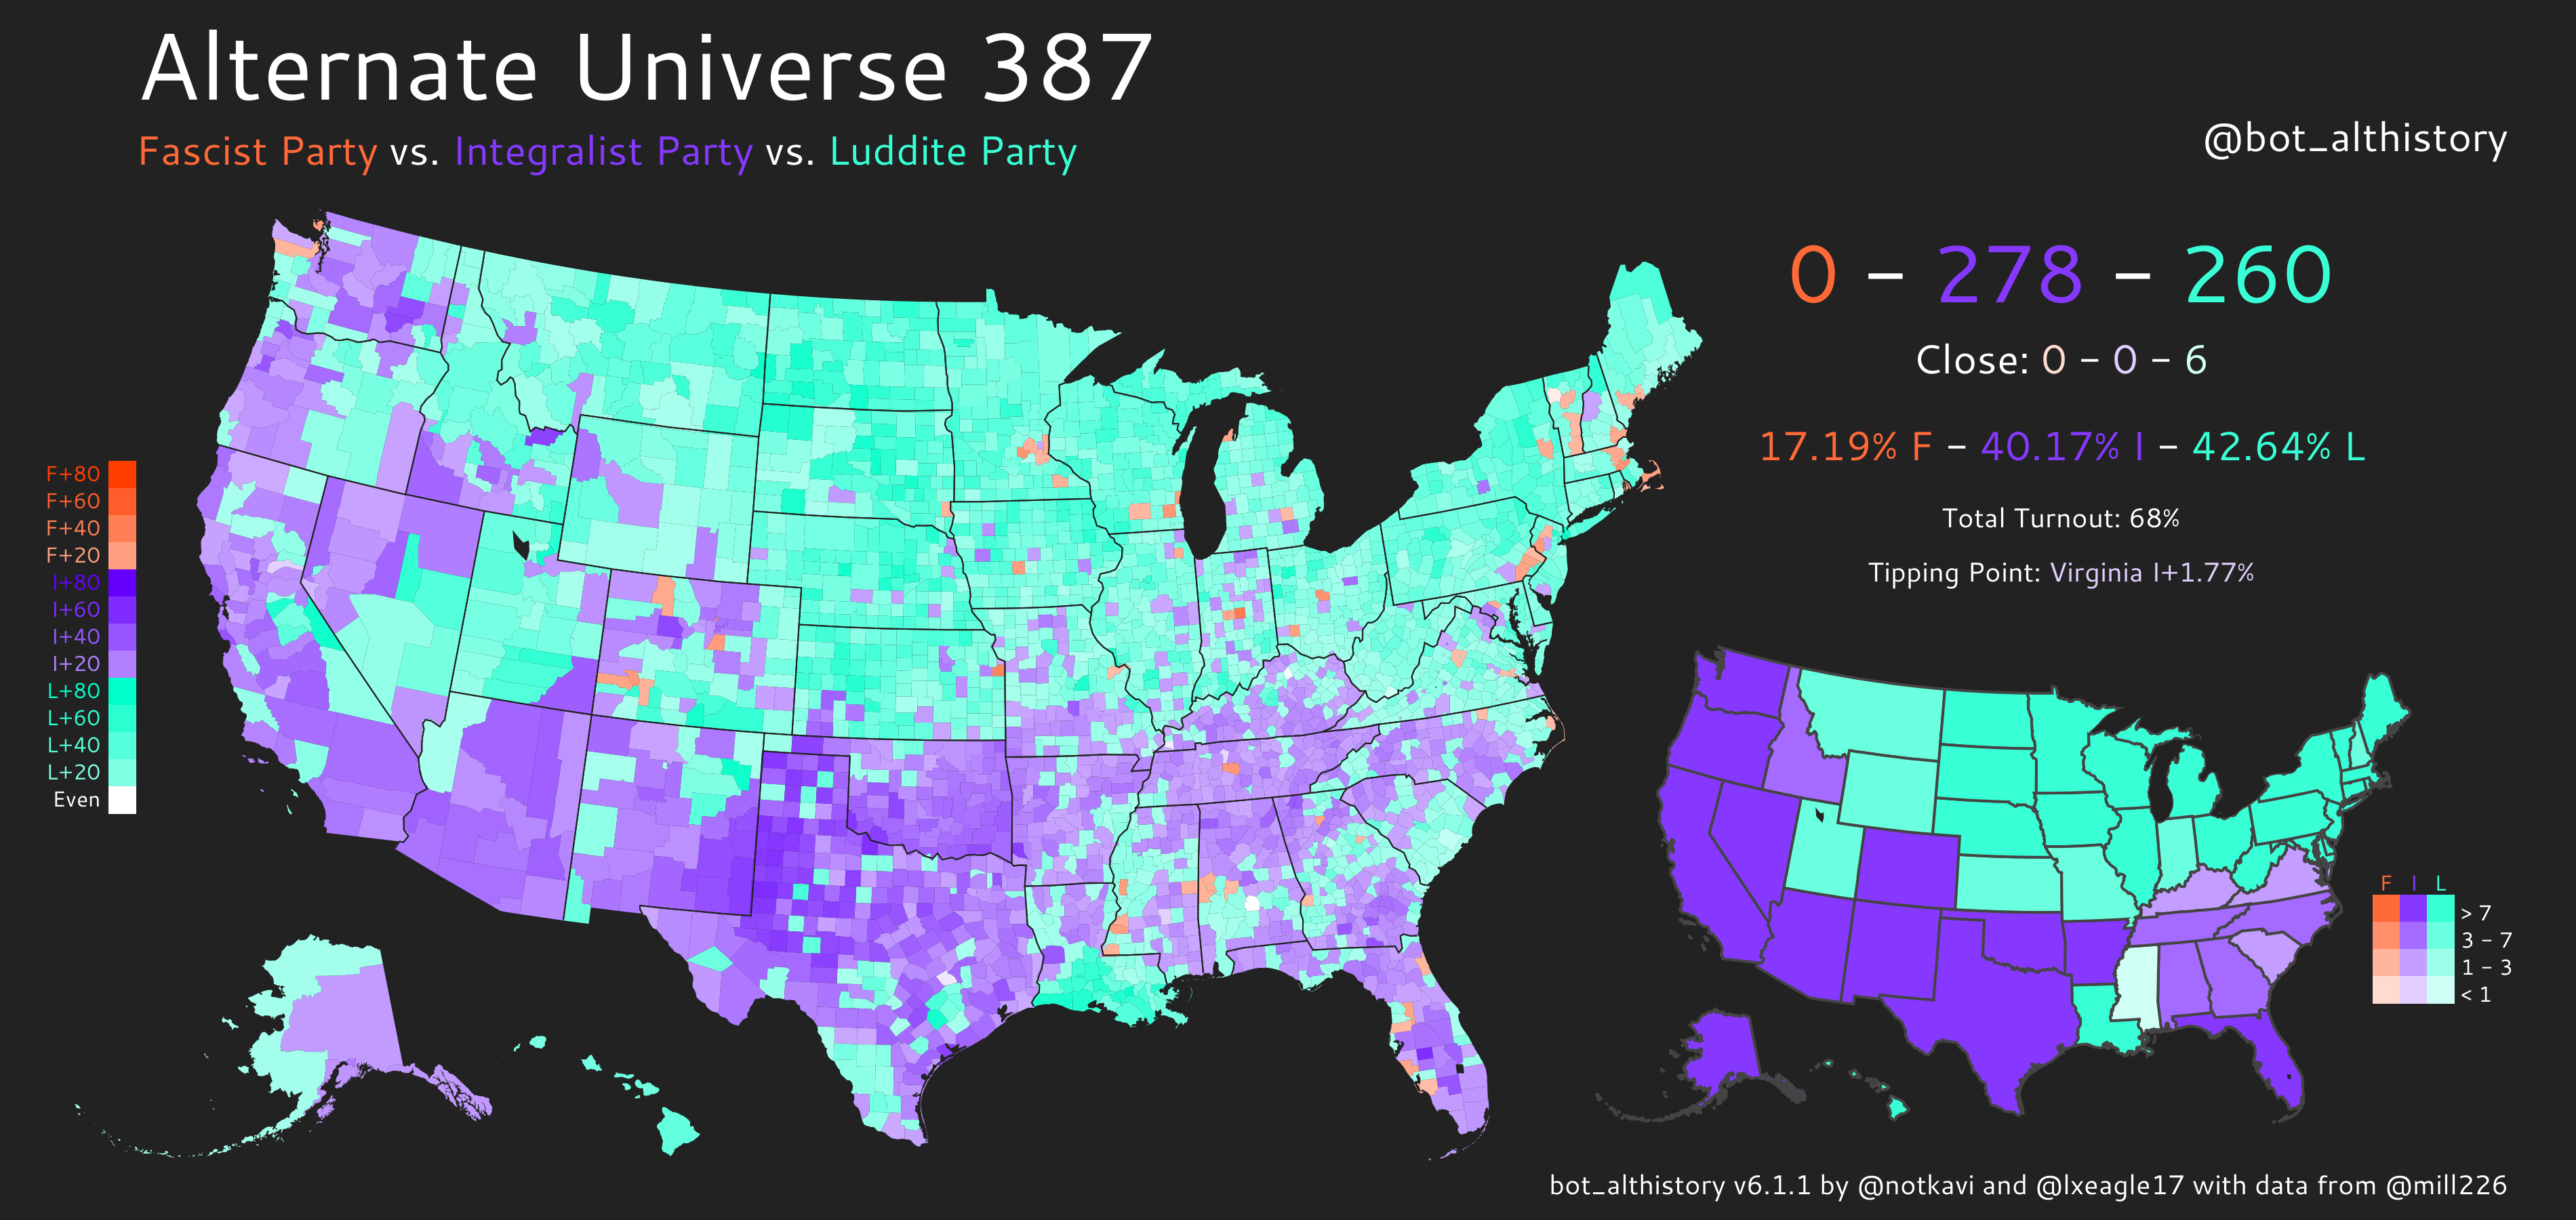 Alternate Universe 387
Fascist Party vs. Integralist Party vs. Luddite Party
@bot_althistory
0 – 278 – 260
Close: 0 – 0 – 6
17.19% F – 40.17% I – 42.64% L
Total Turnout: 68%
Tipping Point: Virginia I+1.77%
F+80
F+60
F+40
F+20
I+80
I+60
I+40
I+20
L+80
L+60
L+40
L+20
Even
F I L
> 7
3 – 7
1 – 3
< 1
bot_althistory v6.1.1 by @notkavi and @lxeagle17 with data from @mill226